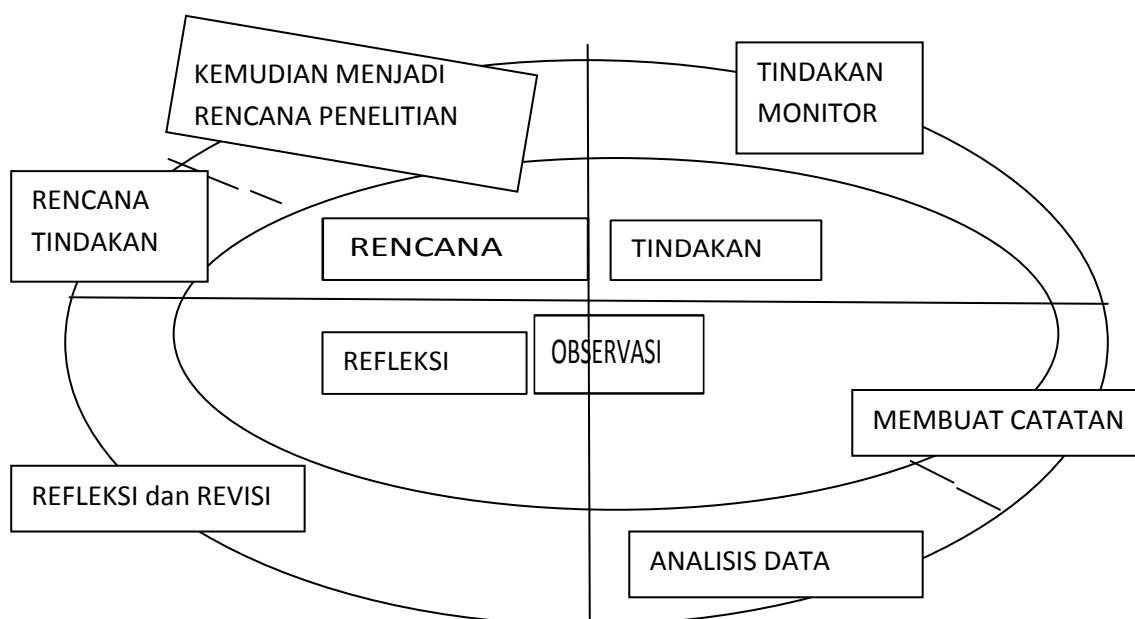 KEMUDIAN MENJADI
RENCANA PENELITIAN
TINDAKAN
MONITOR
RENCANA
TINDAKAN
RENCANA
TINDAKAN
REFLEKSI
OBSERVASI
MEMBUAT CATATAN
REFLEKSI dan REVISI
ANALISIS DATA